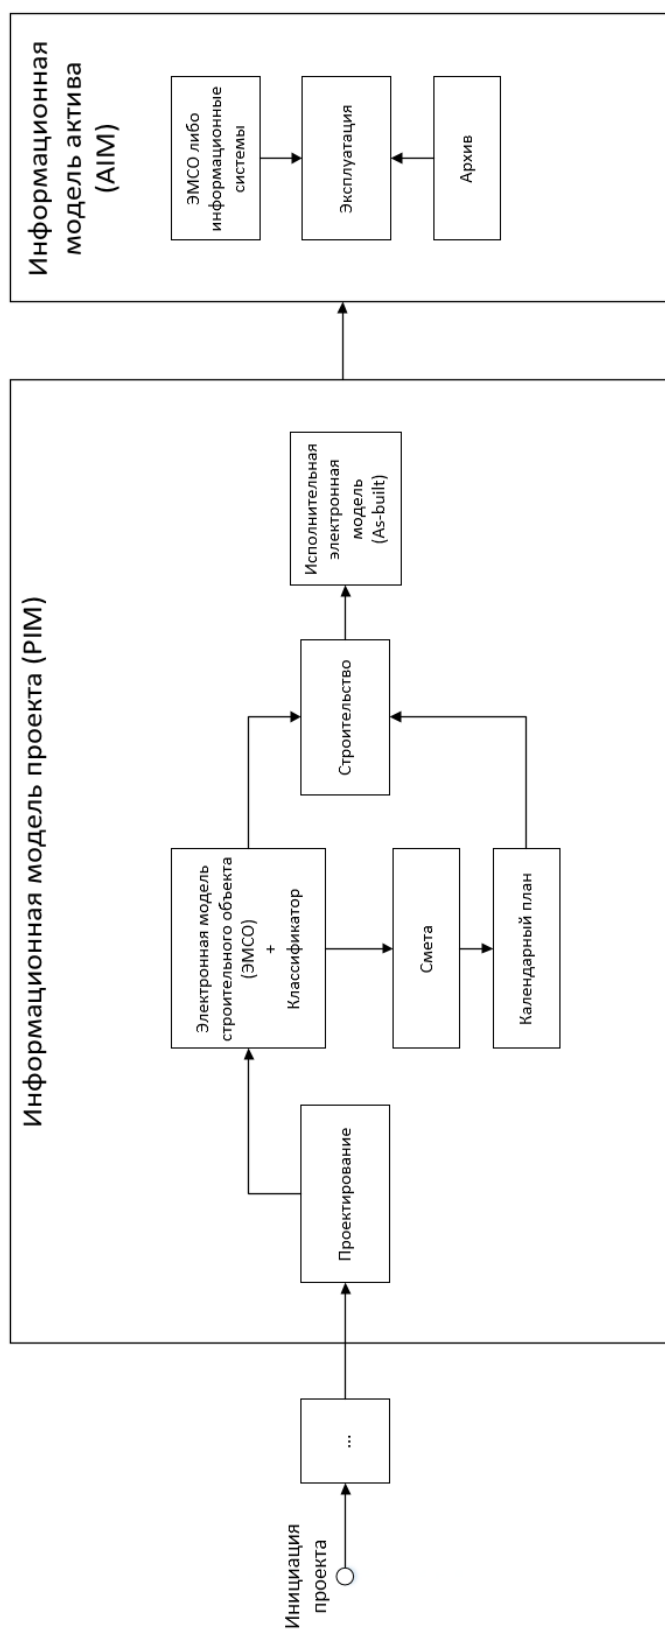 Инициация
проекта
...
Информационная модель проекта (PIM)
Проектирование
Электронная модель
строительного объекта
(ЭМСО)
+
Классификатор
Смета
Календарный план
Строительство
Исполнительная
электронная
модель
(As-built)
Информационная
модель актива
(AIM)
ЭМСО либо
информационные
системы
Эксплуатация
Архив